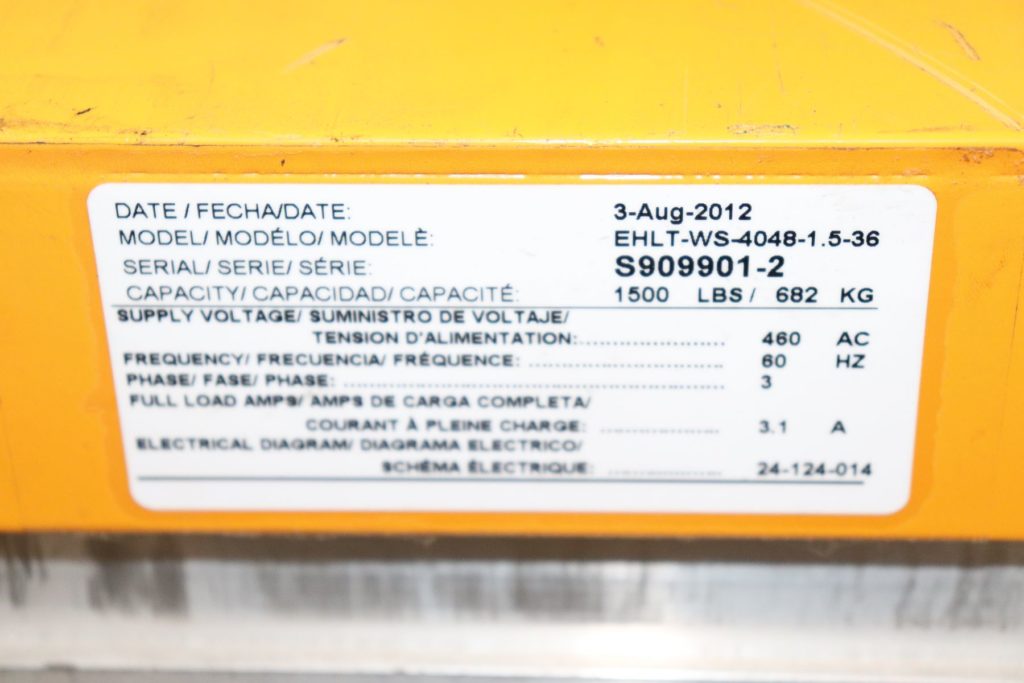 DATE / FECHA/DATE: 3-Aug-2012
MODEL/ MODÉLO/ MODELÈ: EHLT-WS-4048-1.5-36
SERIAL/ SERIE/ SÉRIE: S909901-2
CAPACITY/ CAPACIDAD/ CAPACITÉ: 1500 LBS / 682 KG
SUPPLY VOLTAGE/ SUMINISTRO DE VOLTAJE/
TENSION D'ALIMENTATION:........................ 460 AC
FREQUENCY/ FRECUENCIA/ FRÉQUENCE: ................................ 60 HZ
PHASE/ FASE/ PHASE: ................................................................ 3
FULL LOAD AMPS/ AMPS DE CARGA COMPLETA/
COURANT À PLEINE CHARGE: .................... 3.1 A
ELECTRICAL DIAGRAM/ DIAGRAMA ELECTRICO/
SCHÉMA ÉLECTRIQUE: .................... 24-124-014